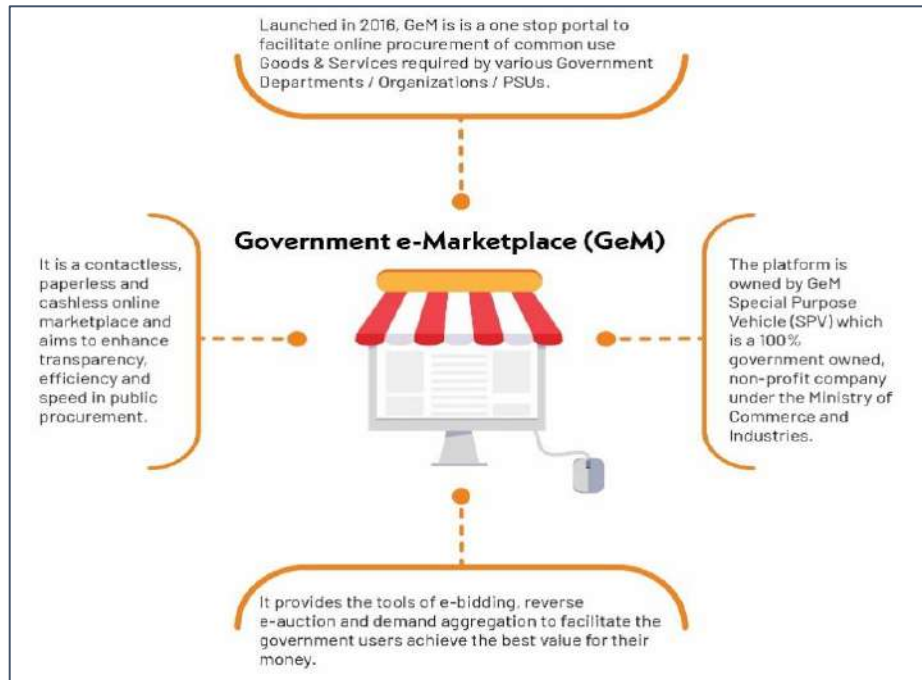 Launched in 2016, GeM is is a one stop portal to
facilitate online procurement of common use
Goods & Services required by various Government
Departments / Organizations / PSUs.
Government e-Marketplace (GeM)
It is a contactless,
paperless and
cashless online
marketplace and
aims to enhance
transparency,
efficiency and
speed in public
procurement.
The platform is
owned by GeM
Special Purpose
Vehicle (SPV) which
is a 100%
government owned,
non-profit company
under the Ministry of
Commerce and
Industries.
It provides the tools of e-bidding, reverse
e-auction and demand aggregation to facilitate the
government users achieve the best value for their
money.